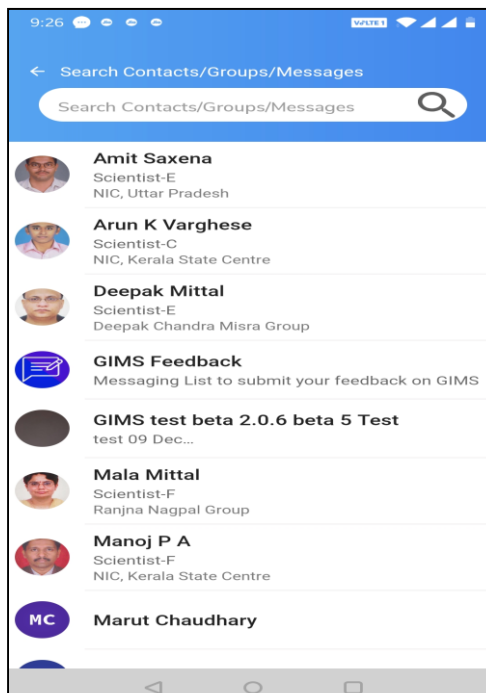 9:26
VoLTE 1
← Search Contacts/Groups/Messages
Search Contacts/Groups/Messages
Amit Saxena
Scientist-E
NIC, Uttar Pradesh
Arun K Varghese
Scientist-C
NIC, Kerala State Centre
Deepak Mittal
Scientist-E
Deepak Chandra Misra Group
GIMS Feedback
Messaging List to submit your feedback on GIMS
GIMS test beta 2.0.6 beta 5 Test
test 09 Dec...
Mala Mittal
Scientist-F
Ranjna Nagpal Group
Manoj P A
Scientist-F
NIC, Kerala State Centre
MC
Marut Chaudhary